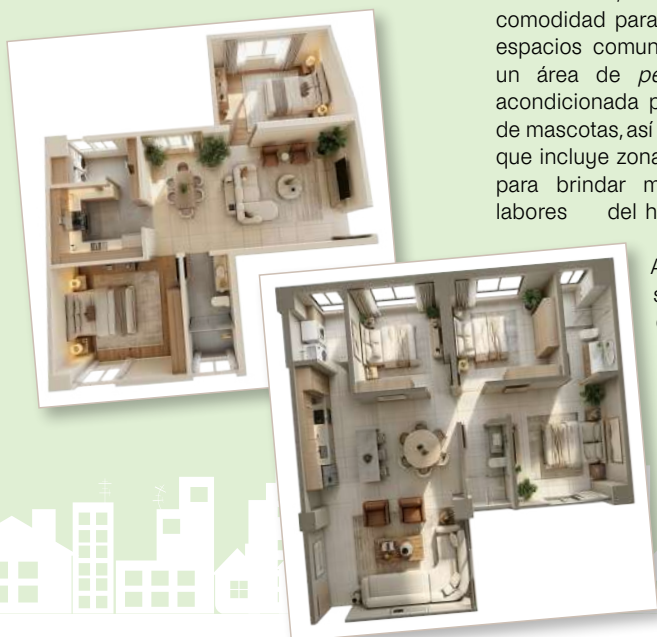 comodidad para
espacios comun
un área de pe
acondicionada p
de mascotas, así
que incluye zona
para brindar m
labores del h
A
s